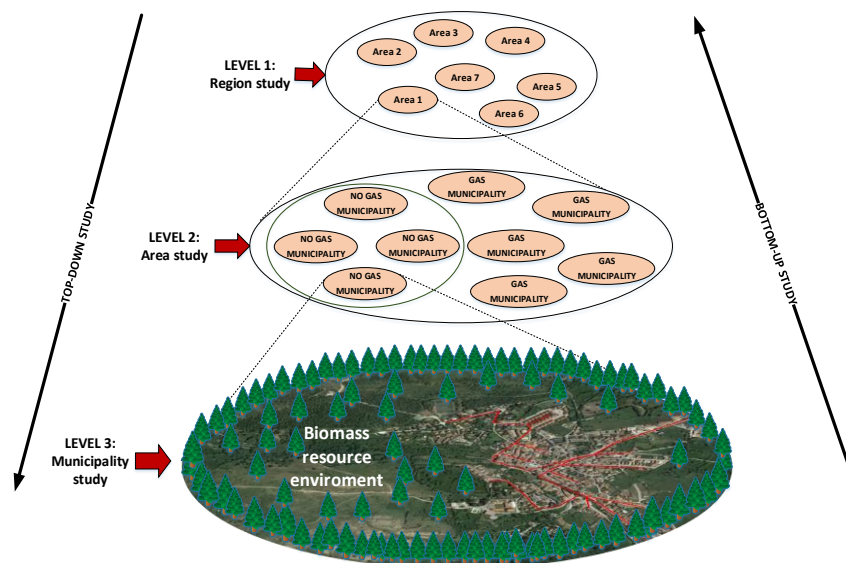 LEVEL 1:
Region study
Area 3
Area 4
Area 2
Area 7
Area 5
Area 1
Area 6
TOP-DOWN STUDY
BOTTOM-UP STUDY
LEVEL 2:
Area study
GAS
MUNICIPALITY
NO GAS
MUNICIPALITY
GAS
MUNICIPALITY
NO GAS
MUNICIPALITY
NO GAS
MUNICIPALITY
GAS
MUNICIPALITY
GAS
MUNICIPALITY
NO GAS
MUNICIPALITY
GAS
MUNICIPALITY
LEVEL 3:
Municipality
study
Biomass
resource
enviroment